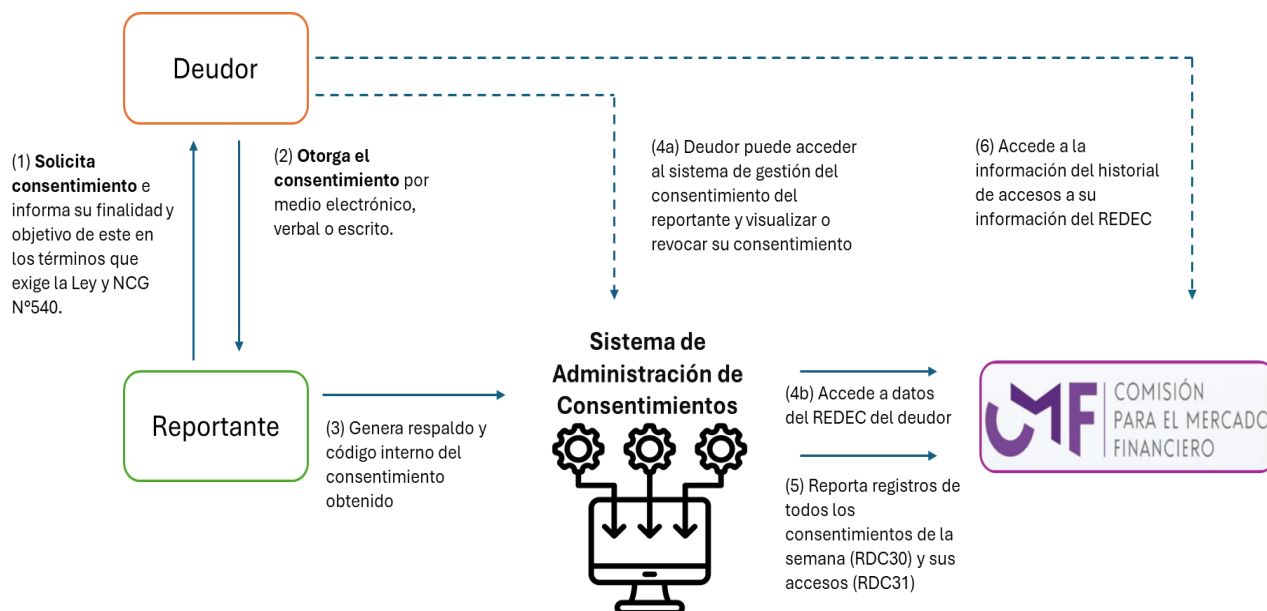 Deudor
(1) Solicita
consentimiento e
informa su finalidad y
objetivo de este en
los términos que
exige la Ley y NCG
N°540.
(2) Otorga el
consentimiento por
medio electrónico,
verbal o escrito.
(4a) Deudor puede acceder
al sistema de gestión del
consentimiento del
reportante y visualizar o
revocar su consentimiento
(6) Accede a la
información del historial
de accesos a su
información del REDEC
Reportante
(3) Genera respaldo y
código interno del
consentimiento
obtenido
Sistema de
Administración de
Consentimientos
(4b) Accede a datos
del REDEC del deudor
(5) Reporta registros de
todos los
consentimientos de la
semana (RDC30) y sus
accesos (RDC31)
CMF
COMISIÓN
PARA EL MERCADO
FINANCIERO